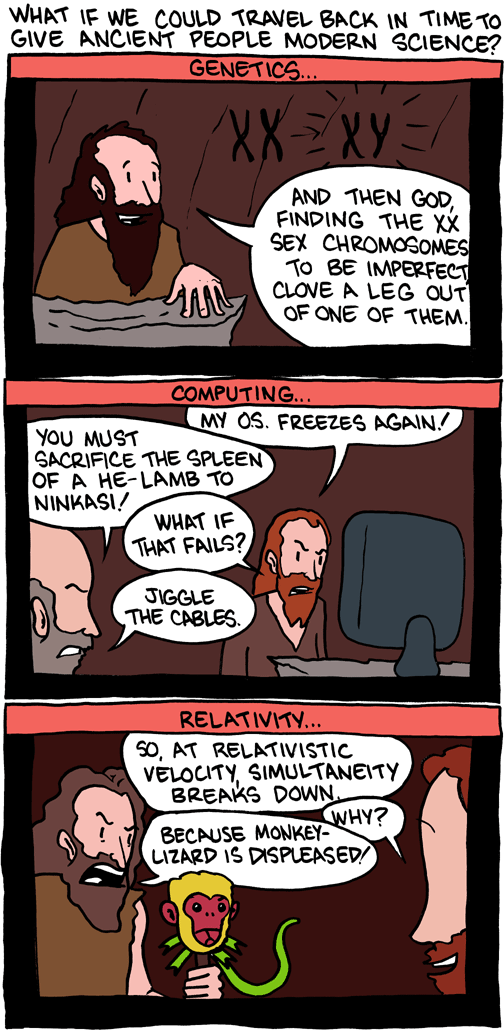 WHAT IF WE COULD TRAVEL BACK IN TIME TO
GIVE ANCIENT PEOPLE MODERN SCIENCE?
GENETICS...
XX XY
AND THEN GOD,
FINDING THE XX
SEX CHROMOSOMES
TO BE IMPERFECT,
CLOVE A LEG OUT
OF ONE OF THEM.
COMPUTING...
MY OS. FREEZES AGAIN!
YOU MUST
SACRIFICE THE SPLEEN
OF A HE-LAMB TO
NINKASI!
WHAT IF
THAT FAILS?
JIGGLE
THE CABLES.
RELATIVITY...
SO, AT RELATIVISTIC
VELOCITY, SIMULTANEITY
BREAKS DOWN.
WHY?
BECAUSE MONKEY-
LIZARD IS DISPLEASED!